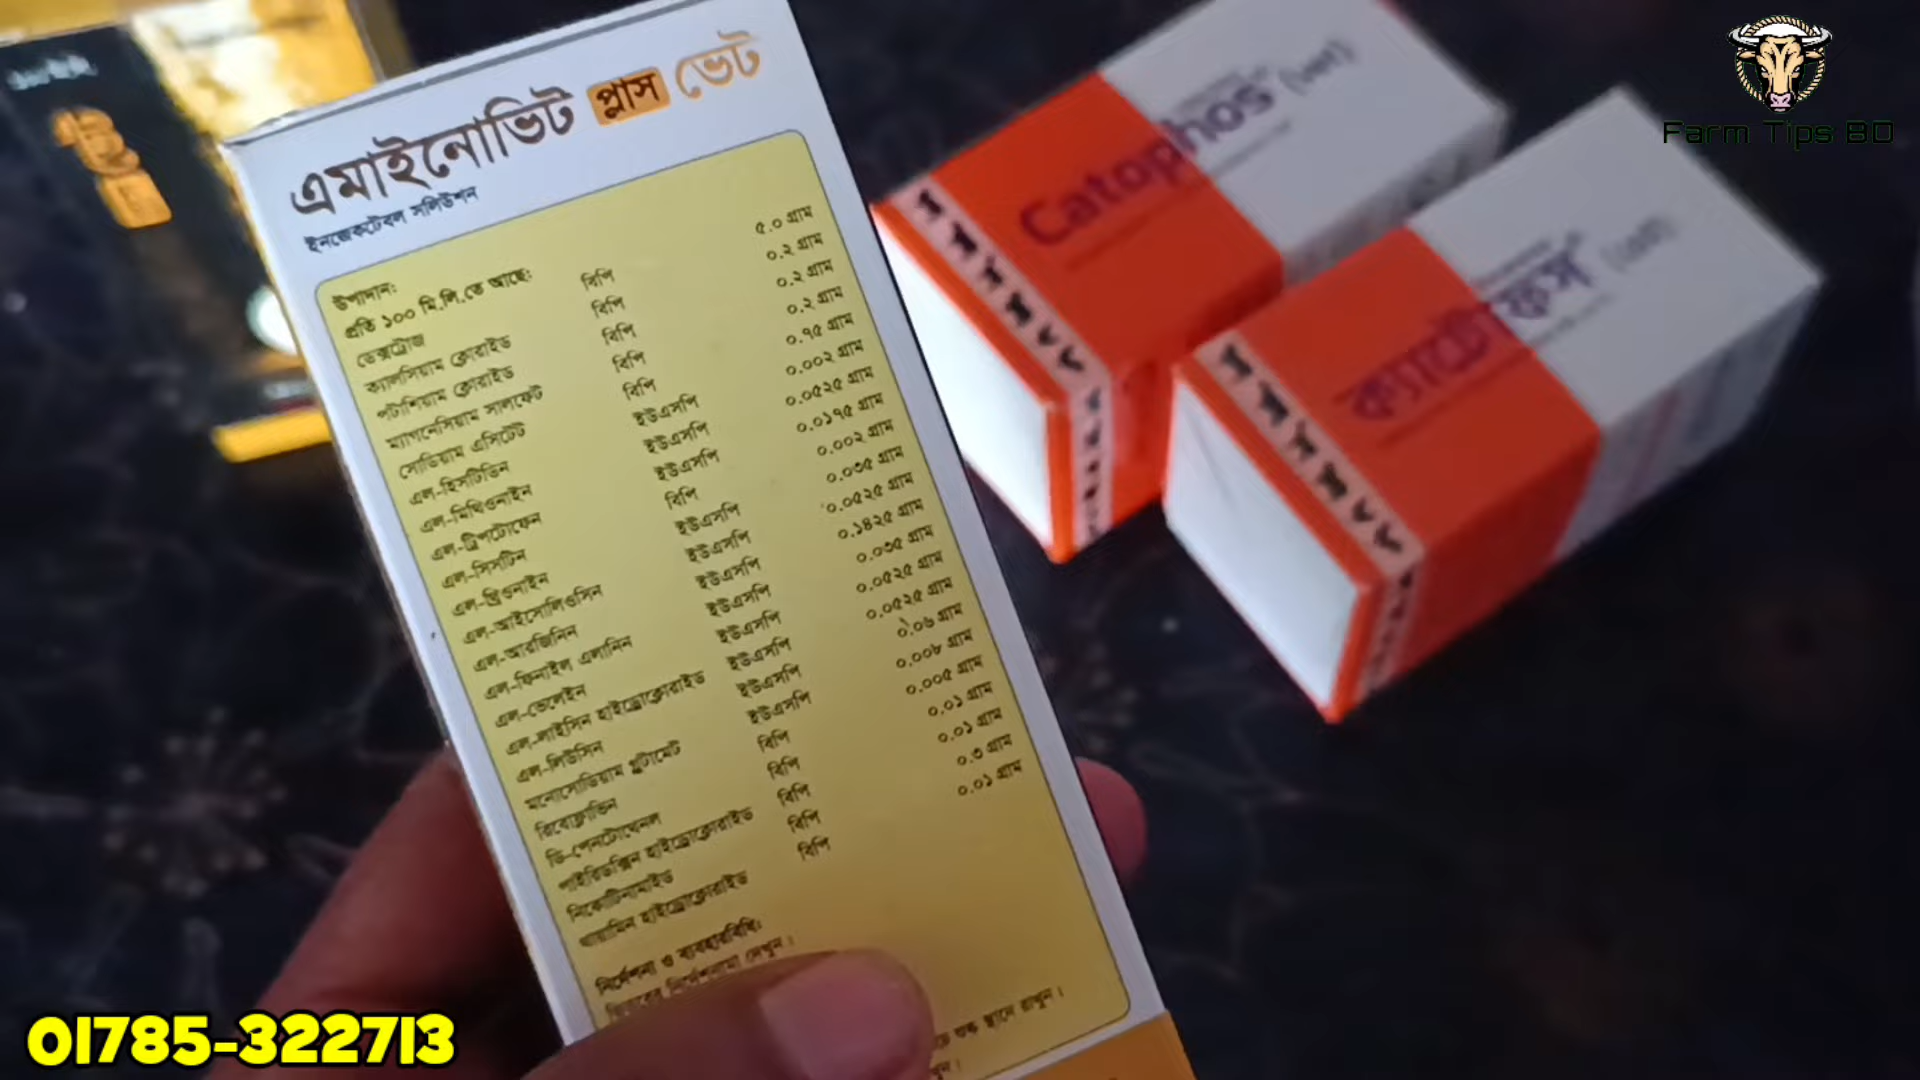 Farm Tips BD
এমাইনোভিট প্লাস ভেট
ইনজেকটেবল সলিউশন
উপাদান:
প্রতি ১০০ মি.লি.তে আছে:
ডেক্সট্রোজ বিপি ৫.০ গ্রাম
ক্যালসিয়াম ক্লোরাইড বিপি ০.২ গ্রাম
পটাশিয়াম ক্লোরাইড বিপি ০.২ গ্রাম
ম্যাগনেসিয়াম সালফেট বিপি ০.২ গ্রাম
সোডিয়াম এসিটেট বিপি ০.৭৫ গ্রাম
এল-হিসটিডিন ইউএসপি ০.০০২ গ্রাম
এল-মিথিওনাইন ইউএসপি ০.০৫২৫ গ্রাম
এল-ট্রিপটোফেন ইউএসপি ০.০১৭৫ গ্রাম
এল-সিসটিন বিপি ০.০০২ গ্রাম
এল-থ্রিওনাইন ইউএসপি ০.০৩৫ গ্রাম
এল-আইসোলিওসিন ইউএসপি ০.০৫২৫ গ্রাম
এল-আরজিনিন ইউএসপি ০.১৪২৫ গ্রাম
এল-ফিনাইল এলানিন ইউএসপি ০.০৩৫ গ্রাম
এল-ভেলেইন ইউএসপি ০.০৫২৫ গ্রাম
এল-লাইসিন হাইড্রোক্লোরাইড ইউএসপি ০.০৫২৫ গ্রাম
এল-লিউসিন ইউএসপি ০.০৬ গ্রাম
মনোসোডিয়াম গ্লুটামেট ইউএসপি ০.০০৮ গ্রাম
রিবোফ্লাভিন বিপি ০.০০৫ গ্রাম
ডি-পেনটোথেনল বিপি ০.০১ গ্রাম
পাইরিডক্সিন হাইড্রোক্লোরাইড বিপি ০.০১ গ্রাম
নিকোটিনামাইড বিপি ০.৩ গ্রাম
থায়ামিন হাইড্রোক্লোরাইড বিপি ০.০১ গ্রাম
নির্দেশনা ও ব্যবহারবিধি:
নির্দেশনামা দেখুন।
শুষ্ক স্থানে রাখুন।
Catophos (vet)
ক্যাটোফস (ভেট)
01785-322713